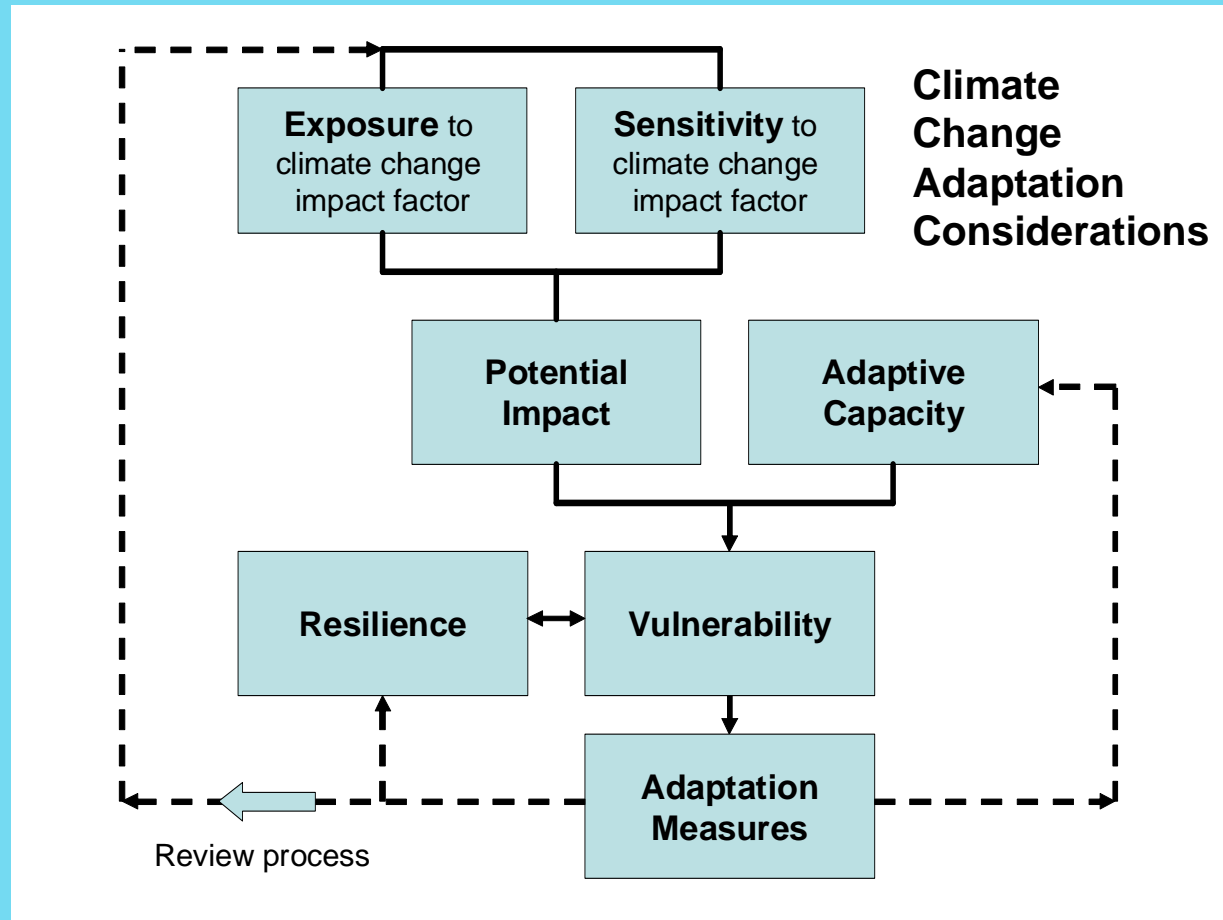 Exposure to
climate change
impact factor
Sensitivity to
climate change
impact factor
Climate
Change
Adaptation
Considerations
Potential
Impact
Adaptive
Capacity
Resilience
Vulnerability
Adaptation
Measures
Review process